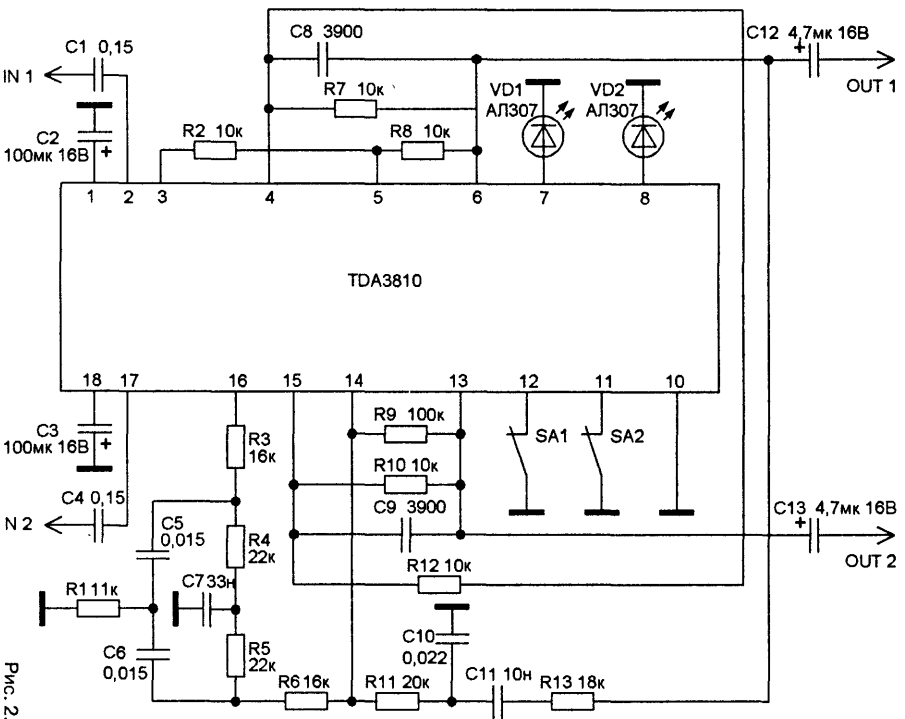 C8 3900
C12 4,7мк 16В
+
OUT 1
C1 0,15
IN 1
C2
100мк 16В
+
R7 10к
R2 10к
R8 10к
VD1
АЛ307
VD2
АЛ307
1 2 3 4 5 6 7 8
TDA3810
18 17 16 15 14 13 12 11 10
C3
100мк 16В
+
R3
16к
R9 100к
R10 10к
C9 3900
SA1
SA2
C4 0,15
N 2
C13 4,7мк 16В
+
OUT 2
C5
0,015
R4
22к
R12 10к
C7 33н
R1 11к
C10
0,022
C6
0,015
R5
22к
C11 10н
R6 16к
R11 20к
R13 18к
Рис. 2.